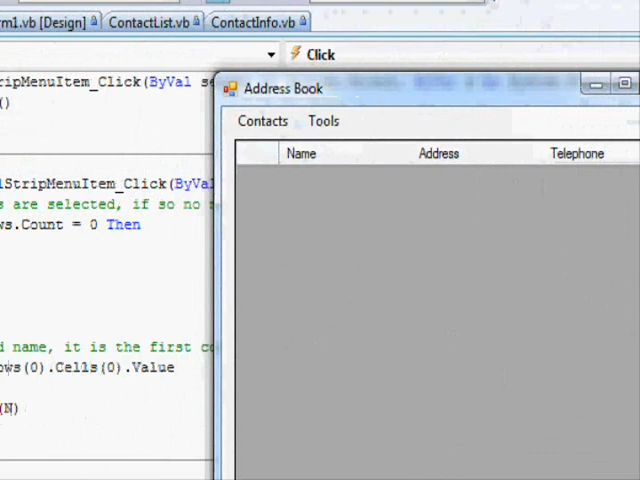 rm1.vb [Design] ContactList.vb ContactInfo.vb
Click
ripMenuItem_Click(ByVal se
()
Address Book
Contacts Tools
Name Address Telephone
lStripMenuItem_Click(ByVal
s are selected, if so no
ws.Count = 0 Then
d name, it is the first co
ows(0).Cells(0).Value
(N)